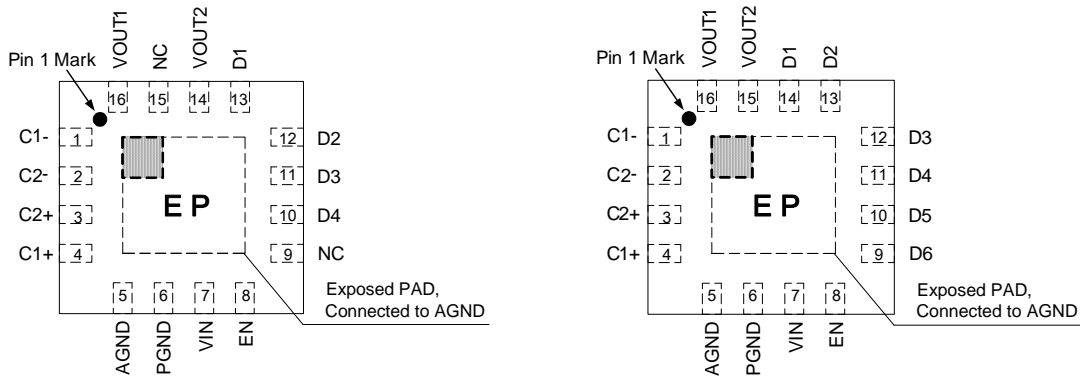 VOUT1
NC
VOUT2
D1
Pin 1 Mark
16
15
14
13
C1-
1
C2-
2
C2+
3
C1+
4
12
D2
11
D3
10
D4
9
NC
EP
5
6
7
8
AGND
PGND
VIN
EN
Exposed PAD,
Connected to AGND
VOUT1
VOUT2
D1
D2
Pin 1 Mark
16
15
14
13
C1-
1
C2-
2
C2+
3
C1+
4
12
D3
11
D4
10
D5
9
D6
EP
5
6
7
8
AGND
PGND
VIN
EN
Exposed PAD,
Connected to AGND